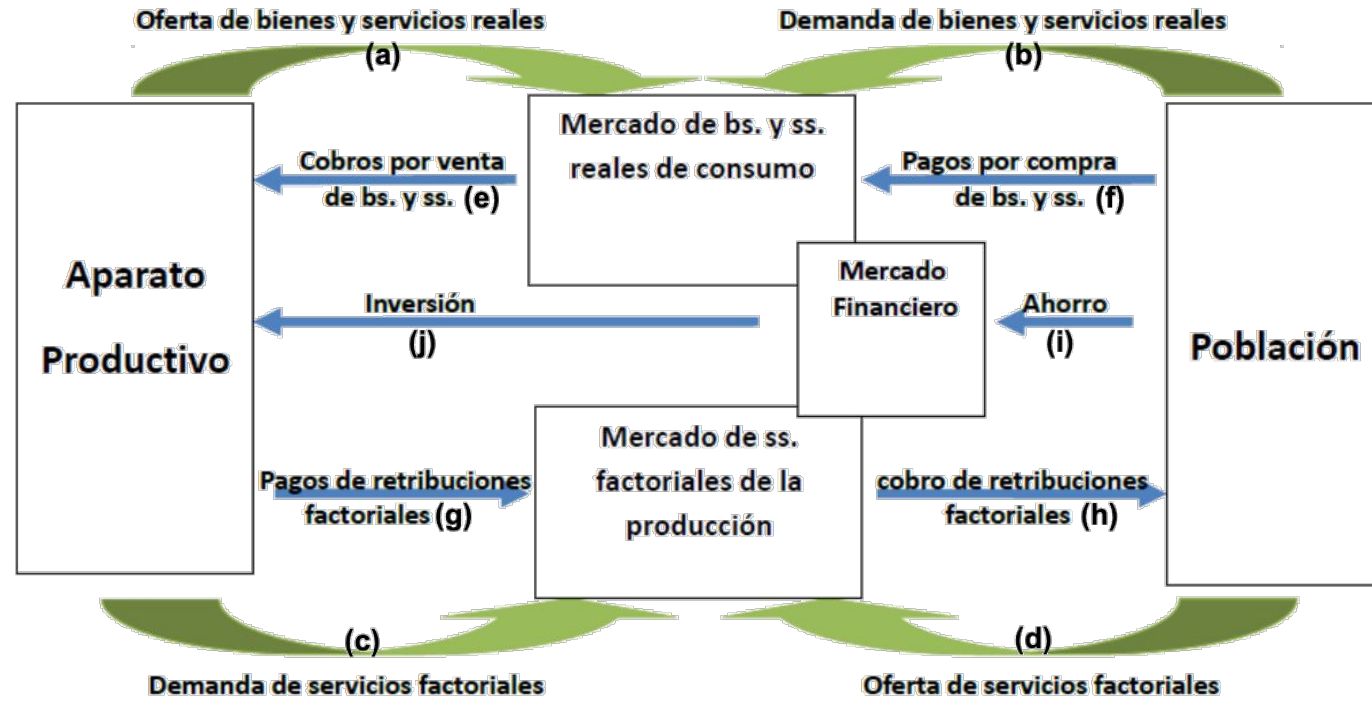 Oferta de bienes y servicios reales
(a)
Demanda de bienes y servicios reales
(b)
Mercado de bs. y ss.
reales de consumo
Cobros por venta
de bs. y ss. (e)
Pagos por compra
de bs. y ss. (f)
Aparato
Productivo
Mercado
Financiero
Inversión
(j)
Ahorro
(i)
Población
Mercado de ss.
factoriales de la
producción
Pagos de retribuciones
factoriales (g)
cobro de retribuciones
factoriales (h)
(c)
Demanda de servicios factoriales
(d)
Oferta de servicios factoriales